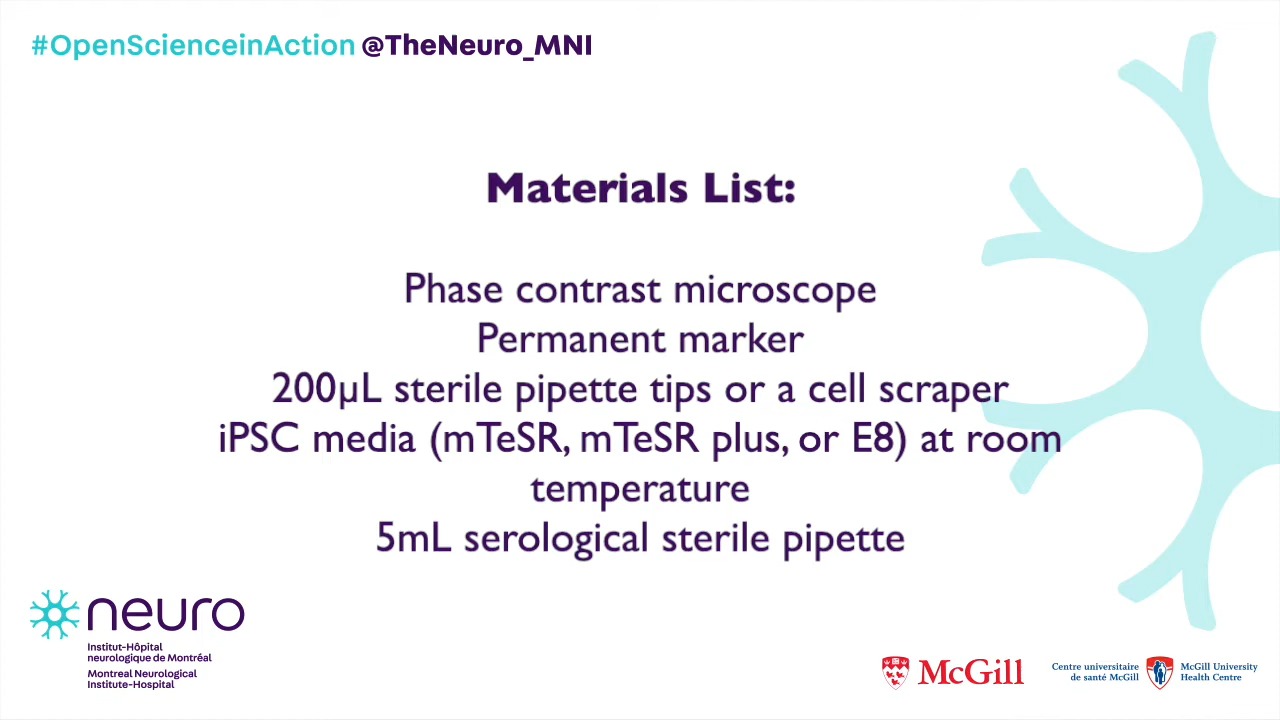 #OpenScienceinAction @TheNeuro_MNI
Materials List:
Phase contrast microscope
Permanent marker
200µL sterile pipette tips or a cell scraper
iPSC media (mTeSR, mTeSR plus, or E8) at room
temperature
5mL serological sterile pipette
neuro
Institut-Hôpital
neurologique de Montréal
Montreal Neurological
Institute-Hospital
McGill
Centre universitaire
de santé McGill
McGill University
Health Centre